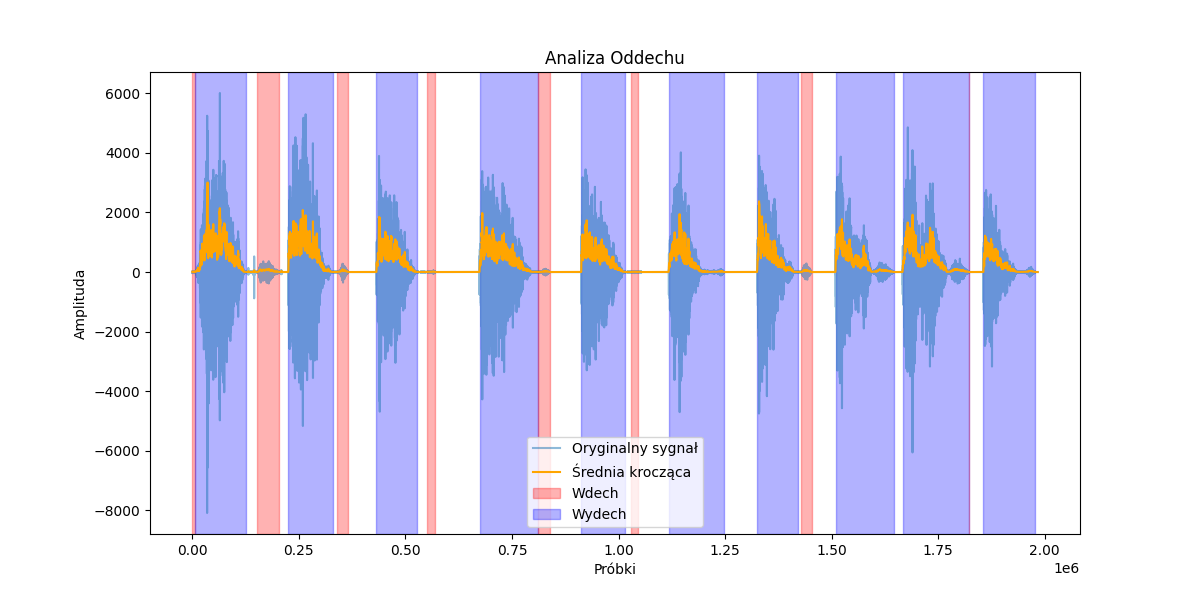 Analiza Oddechu
Amplituda
6000
4000
2000
0
−2000
−4000
−6000
−8000
Oryginalny sygnał
Średnia krocząca
Wdech
Wydech
0.00 0.25 0.50 0.75 1.00 1.25 1.50 1.75 2.00
1e6
Próbki